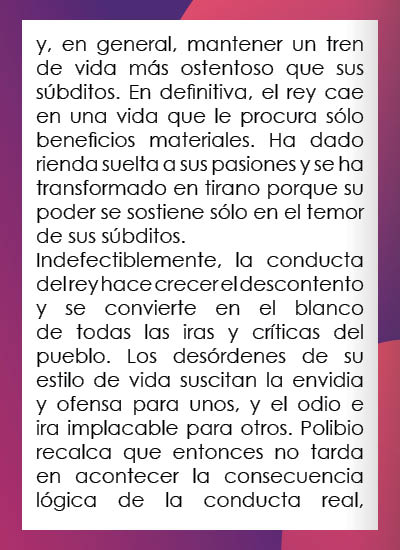 y, en general, mantener un tren
de vida más ostentoso que sus
súbditos. En definitiva, el rey cae
en una vida que le procura sólo
beneficios materiales. Ha dado
rienda suelta a sus pasiones y se ha
transformado en tirano porque su
poder se sostiene sólo en el temor
de sus súbditos.
Indefectiblemente, la conducta
del rey hace crecer el descontento
y se convierte en el blanco
de todas las iras y críticas del
pueblo. Los desórdenes de su
estilo de vida suscitan la envidia
y ofensa para unos, y el odio e
ira implacable para otros. Polibio
recalca que entonces no tarda
en acontecer la consecuencia
lógica de la conducta real,